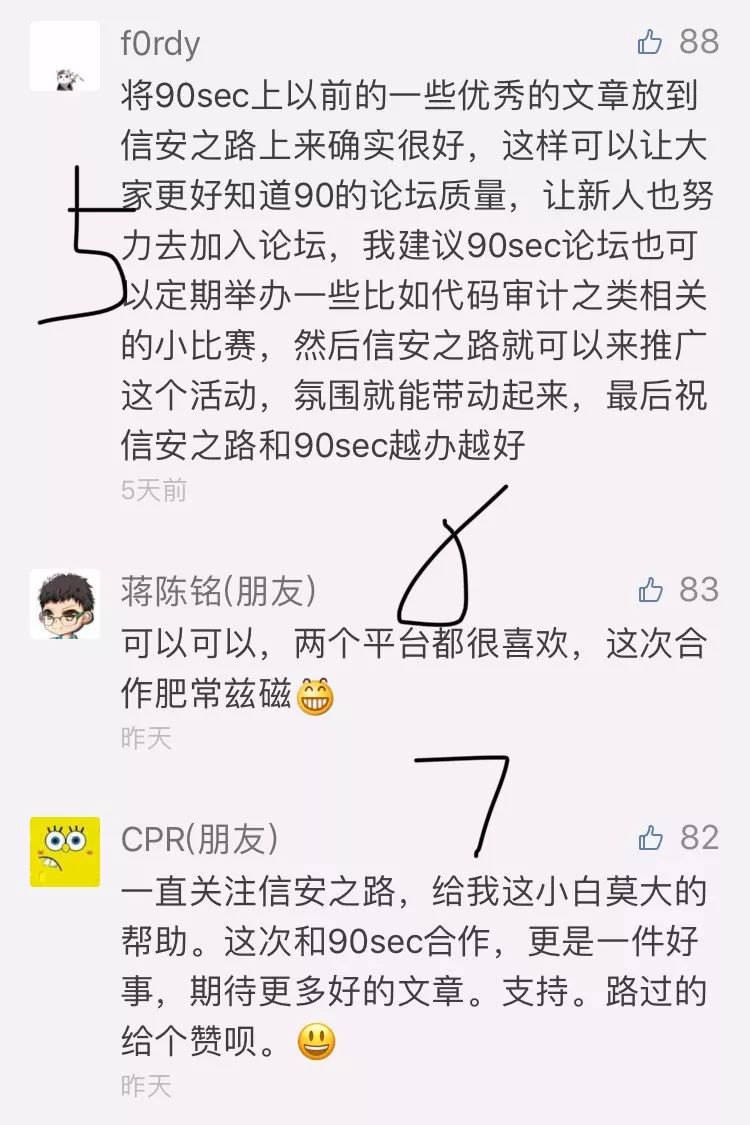 f0rdy 88
将90sec上以前的一些优秀的文章放到
信安之路上来确实很好，这样可以让大
家更好知道90的论坛质量，让新人也努
力去加入论坛，我建议90sec论坛也可
以定期举办一些比如代码审计之类相关
的小比赛，然后信安之路就可以来推广
这个活动，氛围就能带动起来，最后祝
信安之路和90sec越办越好
5天前
5
蒋陈铭(朋友) 83
6
可以可以，两个平台都很喜欢，这次合
作肥常兹磁😁
昨天
7
CPR(朋友) 82
一直关注信安之路，给我这小白莫大的
帮助。这次和90sec合作，更是一件好
事，期待更多好的文章。支持。路过的
给个赞呗。😃
昨天